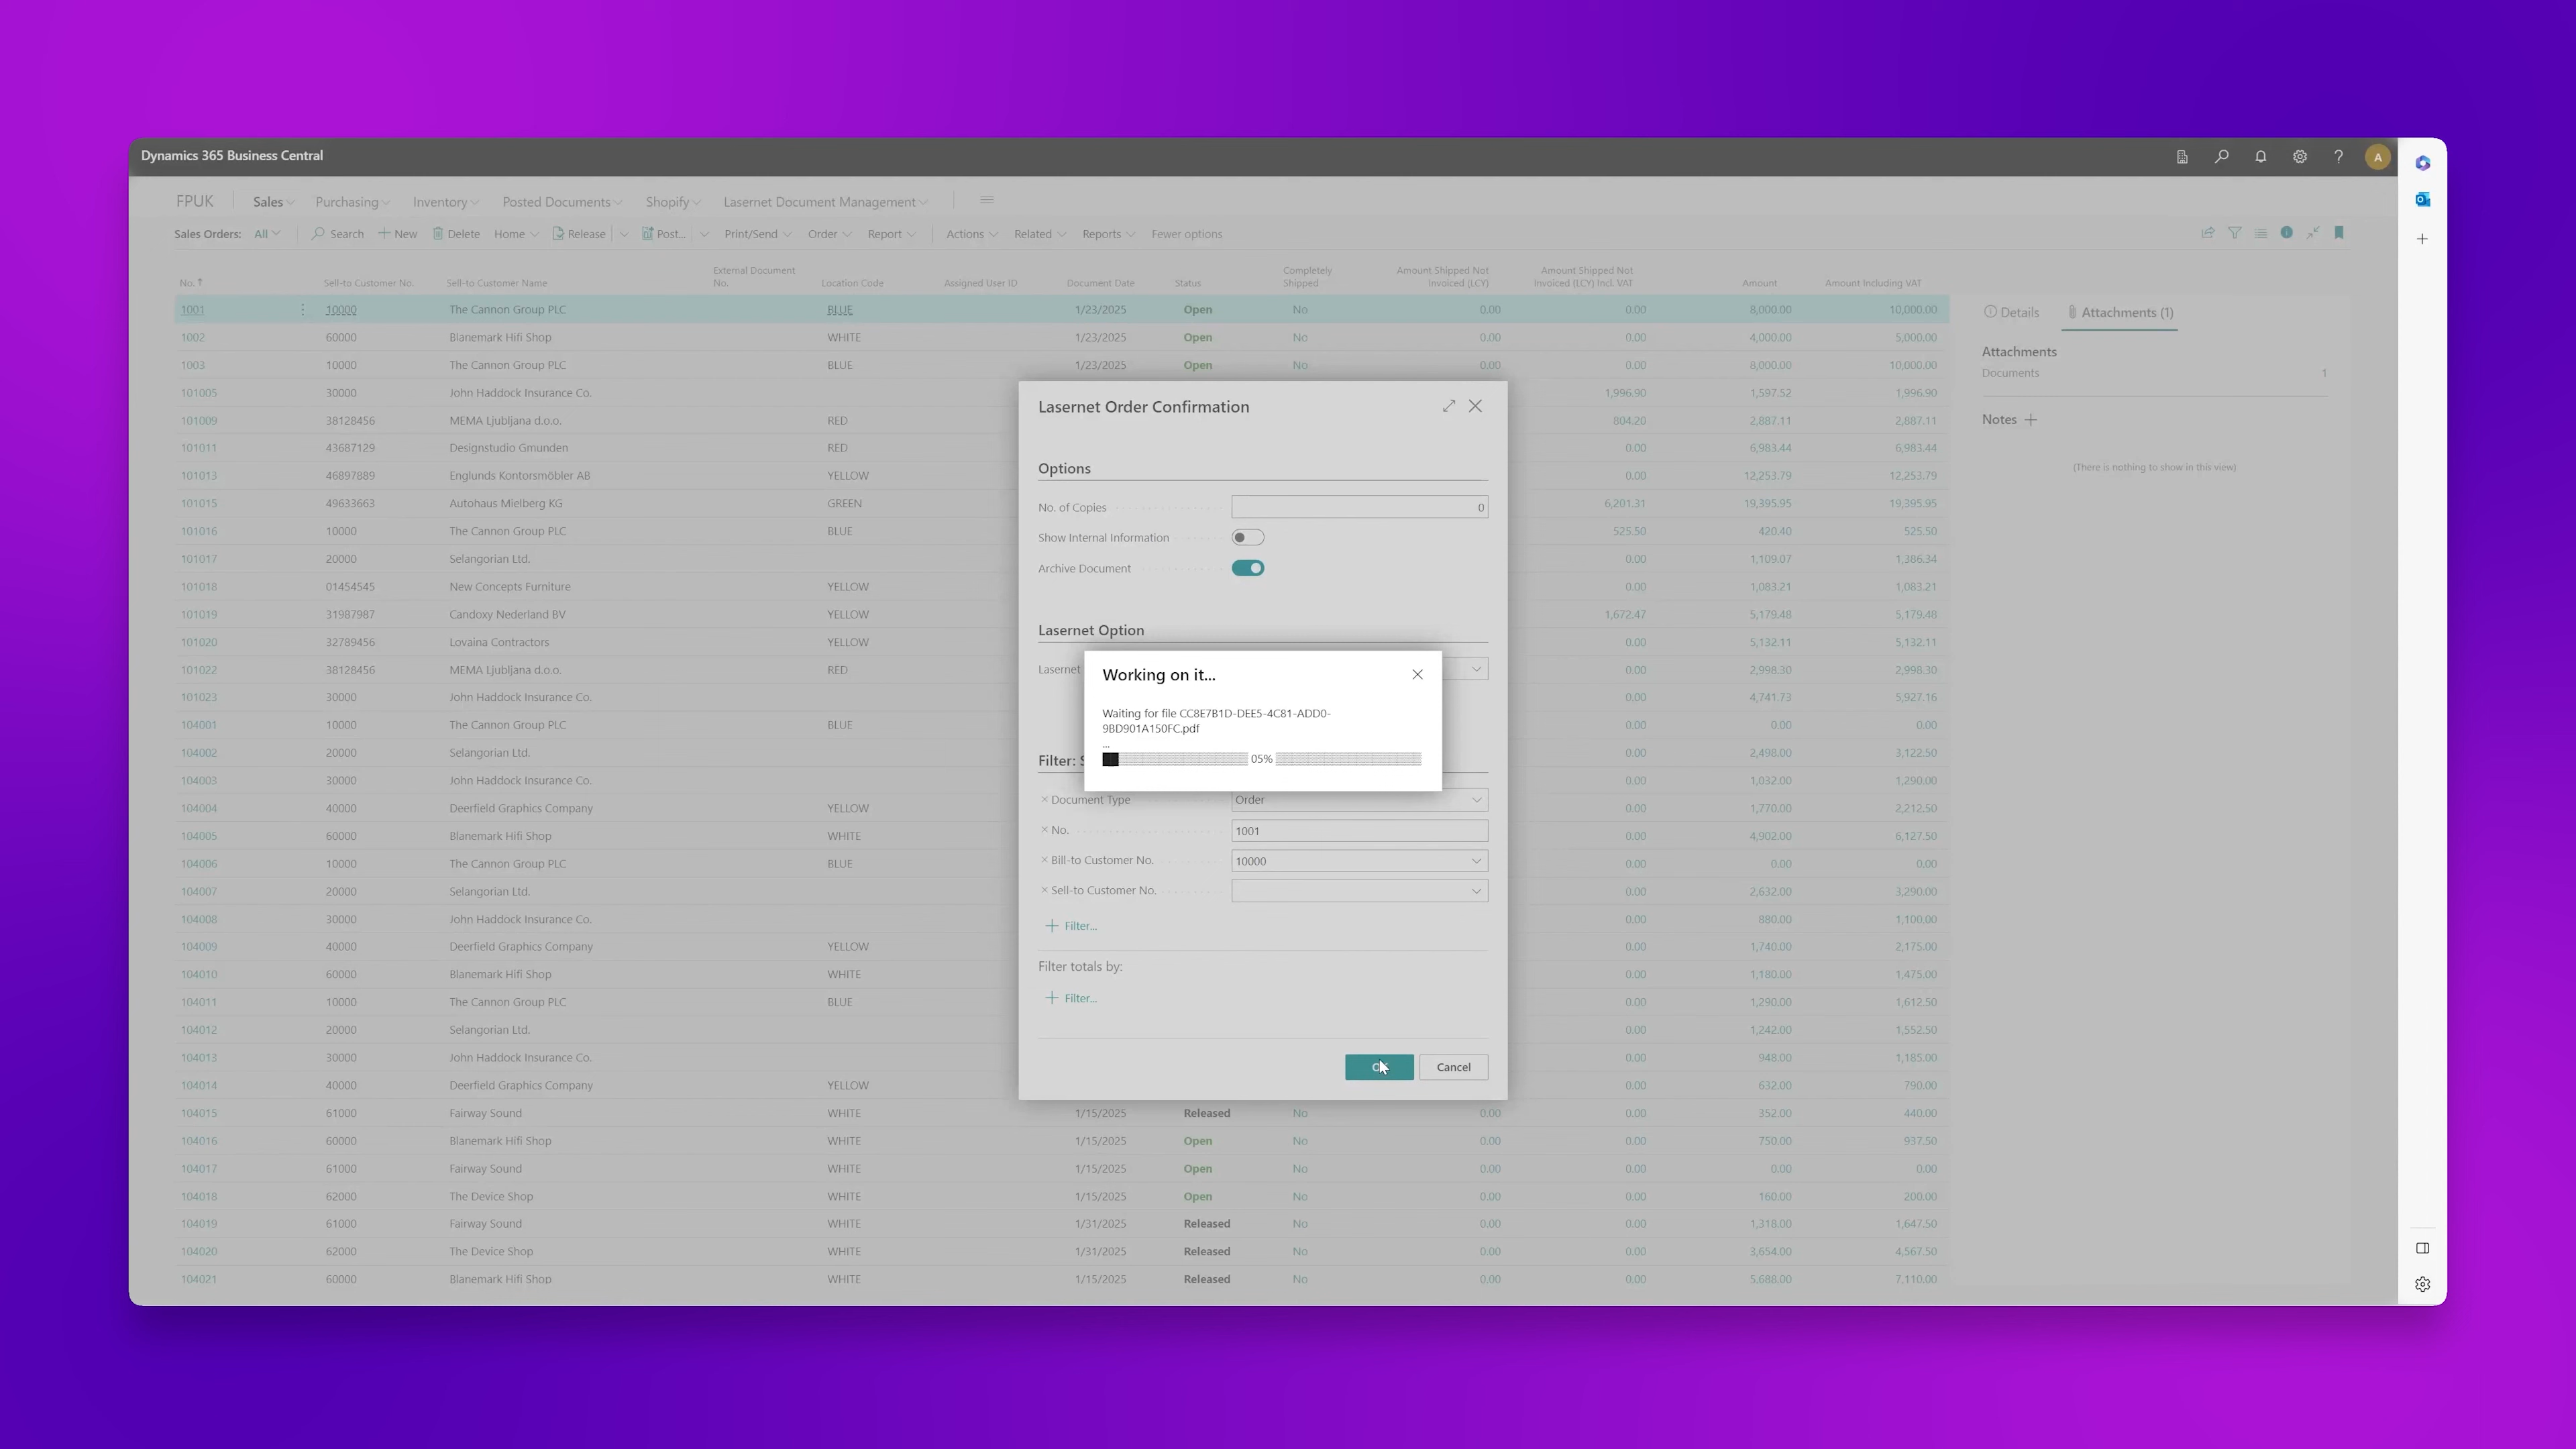 Dynamics 365 Business Central
A
FPUK Sales Purchasing Inventory Posted Documents Shopify Lasernet Document Management
Sales Orders: All Search New Delete Home Release Post... Print/Send Order Report Actions Related Reports Fewer options
No. ↑ Sell-to Customer No. Sell-to Customer Name External Document No. Location Code Assigned User ID Document Date Status Completely Shipped Amount Shipped Not Invoiced (LCY) Amount Shipped Not Invoiced (LCY) Incl. VAT Amount Amount Including VAT
1001 10000 The Cannon Group PLC BLUE 1/23/2025 Open No 0.00 0.00 8,000.00 10,000.00
1002 60000 Blanemark Hifi Shop WHITE 1/23/2025 Open No 0.00 0.00 4,000.00 5,000.00
1003 10000 The Cannon Group PLC BLUE 1/23/2025 Open No 0.00 0.00 8,000.00 10,000.00
101005 30000 John Haddock Insurance Co. 1,996.90 1,597.52 1,996.90
101009 38128456 MEMA Ljubljana d.o.o. RED 804.20 2,887.11 2,887.11
101011 43687129 Designstudio Gmunden RED 0.00 6,983.44 6,983.44
101013 46897889 Englunds Kontorsmöbler AB YELLOW 0.00 12,253.79 12,253.79
101015 49633663 Autohaus Mielberg KG GREEN 6,201.31 19,395.95 19,395.95
101016 10000 The Cannon Group PLC BLUE 525.50 420.40 525.50
101017 20000 Selangorian Ltd. 0.00 1,109.07 1,386.34
101018 01454545 New Concepts Furniture YELLOW 0.00 1,083.21 1,083.21
101019 31987987 Candoxy Nederland BV YELLOW 1,672.47 5,179.48 5,179.48
101020 32789456 Lovaina Contractors YELLOW 0.00 5,132.11 5,132.11
101022 38128456 MEMA Ljubljana d.o.o. RED 0.00 2,998.30 2,998.30
101023 30000 John Haddock Insurance Co. 0.00 4,741.73 5,927.16
104001 10000 The Cannon Group PLC BLUE 0.00 0.00 0.00
104002 20000 Selangorian Ltd. 0.00 2,498.00 3,122.50
104003 30000 John Haddock Insurance Co. 0.00 1,032.00 1,290.00
104004 40000 Deerfield Graphics Company YELLOW 0.00 1,770.00 2,212.50
104005 60000 Blanemark Hifi Shop WHITE 0.00 4,902.00 6,127.50
104006 10000 The Cannon Group PLC BLUE 0.00 0.00 0.00
104007 20000 Selangorian Ltd. 0.00 2,632.00 3,290.00
104008 30000 John Haddock Insurance Co. 0.00 880.00 1,100.00
104009 40000 Deerfield Graphics Company YELLOW 0.00 1,740.00 2,175.00
104010 60000 Blanemark Hifi Shop WHITE 0.00 1,180.00 1,475.00
104011 10000 The Cannon Group PLC BLUE 0.00 1,290.00 1,612.50
104012 20000 Selangorian Ltd. 0.00 1,242.00 1,552.50
104013 30000 John Haddock Insurance Co. 0.00 948.00 1,185.00
104014 40000 Deerfield Graphics Company YELLOW 0.00 632.00 790.00
104015 61000 Fairway Sound WHITE 1/15/2025 Released No 0.00 0.00 352.00 440.00
104016 60000 Blanemark Hifi Shop WHITE 1/15/2025 Open No 0.00 0.00 750.00 937.50
104017 61000 Fairway Sound WHITE 1/15/2025 Open No 0.00 0.00 0.00 0.00
104018 62000 The Device Shop WHITE 1/15/2025 Open No 0.00 0.00 160.00 200.00
104019 61000 Fairway Sound WHITE 1/31/2025 Released No 0.00 0.00 1,318.00 1,647.50
104020 62000 The Device Shop WHITE 1/31/2025 Released No 0.00 0.00 3,654.00 4,567.50
104021 60000 Blanemark Hifi Shop WHITE 1/15/2025 Released No 0.00 0.00 5,688.00 7,110.00
Details Attachments (1)
Attachments
Documents 1
Notes
(There is nothing to show in this view)
Lasernet Order Confirmation
Options
No. of Copies 0
Show Internal Information
Archive Document
Lasernet Option
Lasernet
Working on it...
Waiting for file CC8E7B1D-DEE5-4C81-ADD0-
9BD901A150FC.pdf
...
05%
Filter:
Document Type Order
No. 1001
Bill-to Customer No. 10000
Sell-to Customer No.
Filter...
Filter totals by:
Filter...
Cancel